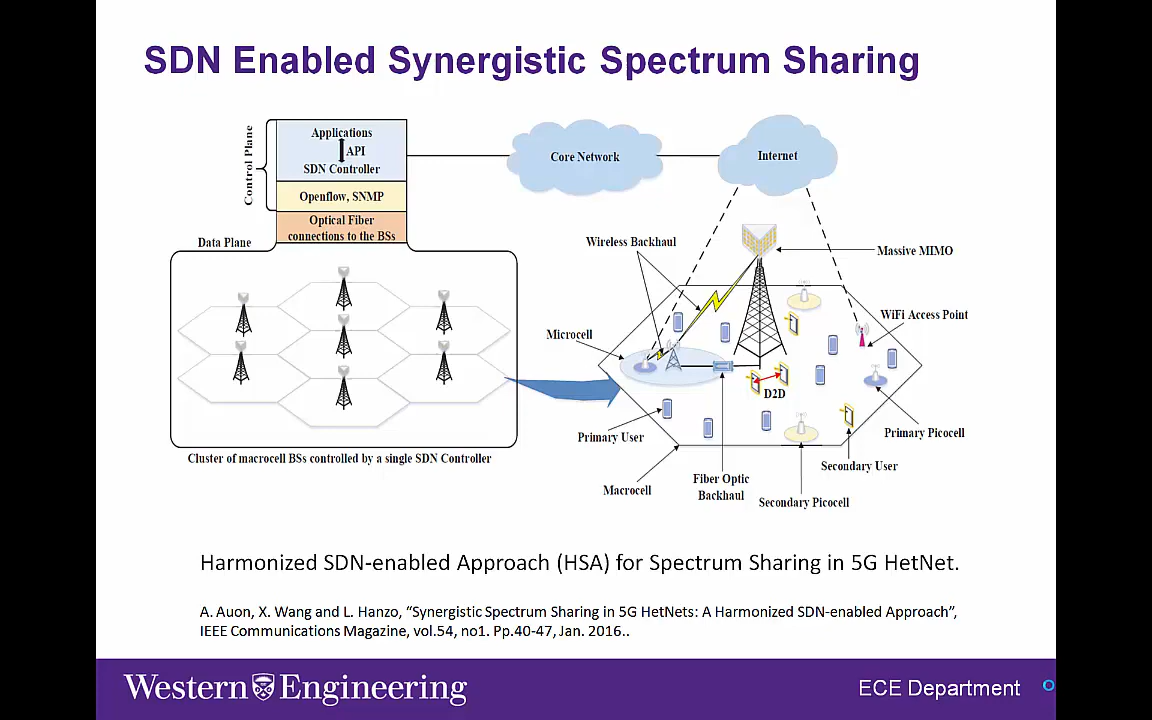 SDN Enabled Synergistic Spectrum Sharing
Control Plane
Applications
API
SDN Controller
Openflow, SNMP
Optical Fiber
connections to the BSs
Data Plane
Core Network
Internet
Wireless Backhaul
Massive MIMO
WiFi Access Point
Microcell
D2D
Primary User
Primary Picocell
Secondary User
Macrocell
Fiber Optic
Backhaul
Secondary Picocell
Cluster of macrocell BSs controlled by a single SDN Controller
Harmonized SDN-enabled Approach (HSA) for Spectrum Sharing in 5G HetNet.
A. Auon, X. Wang and L. Hanzo, “Synergistic Spectrum Sharing in 5G HetNets: A Harmonized SDN-enabled Approach”,
IEEE Communications Magazine, vol.54, no1. Pp.40-47, Jan. 2016..
Western Engineering
ECE Department